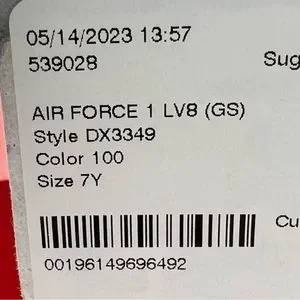 05/14/2023 13:57
539028 Sug
AIR FORCE 1 LV8 (GS)
Style DX3349
Color 100
Size 7Y
Cu
00196149696492